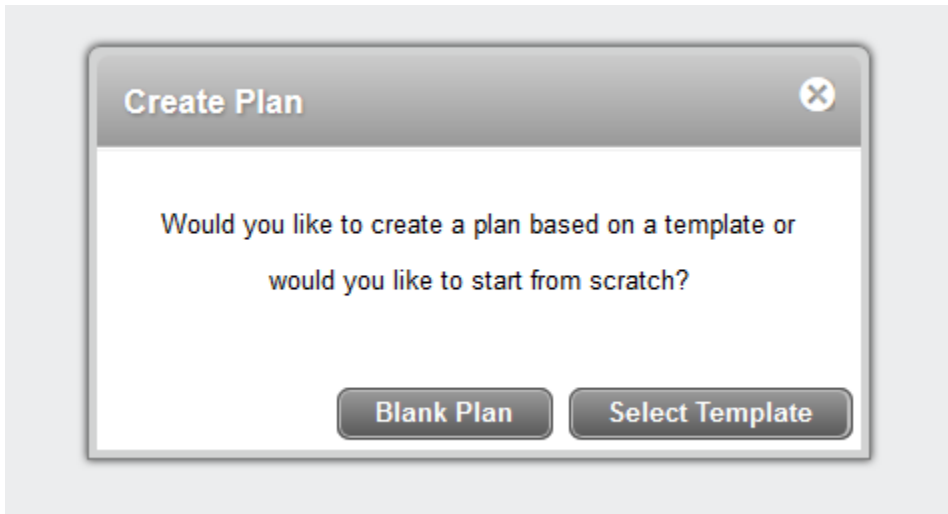 Create Plan
Would you like to create a plan based on a template or
would you like to start from scratch?
Blank Plan
Select Template